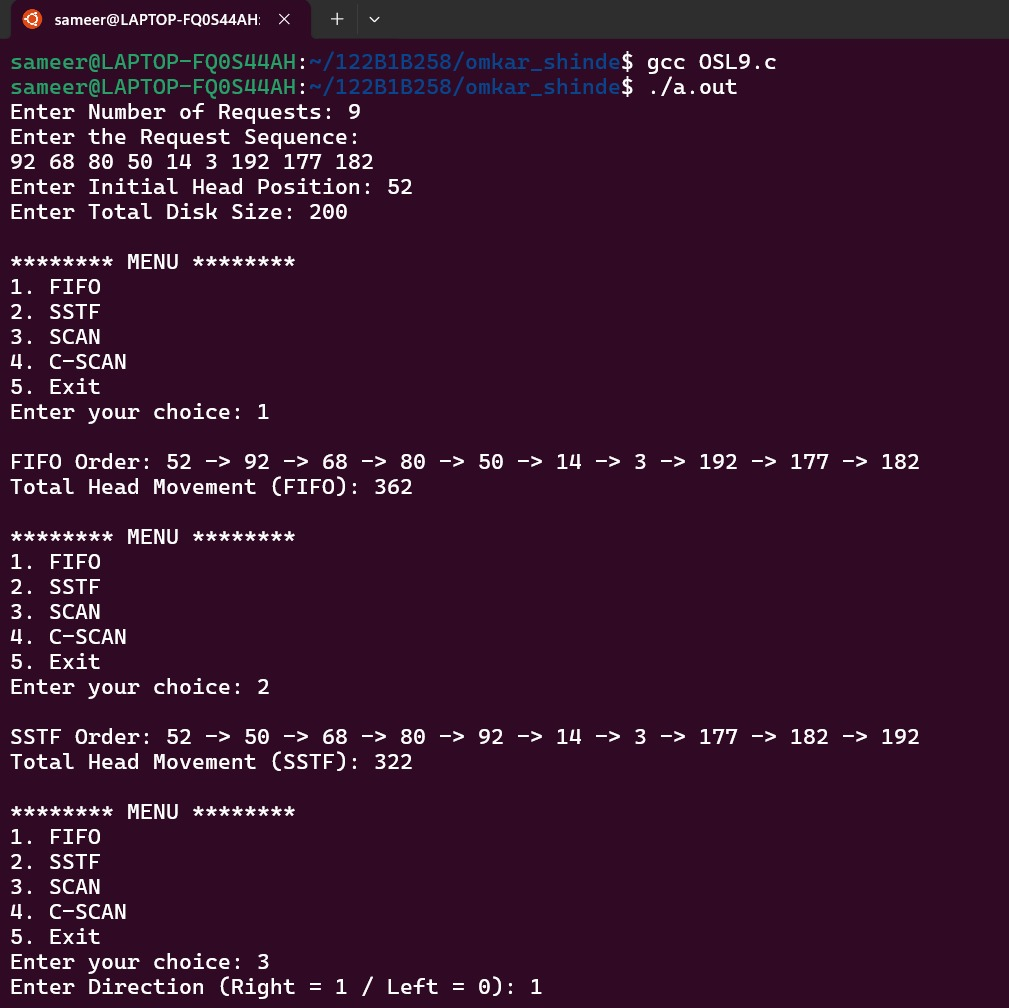 sameer@LAPTOP-FQ0S44AH:
sameer@LAPTOP-FQ0S44AH:~/122B1B258/omkar_shinde$ gcc OSL9.c
sameer@LAPTOP-FQ0S44AH:~/122B1B258/omkar_shinde$ ./a.out
Enter Number of Requests: 9
Enter the Request Sequence:
92 68 80 50 14 3 192 177 182
Enter Initial Head Position: 52
Enter Total Disk Size: 200
******** MENU ********
1. FIFO
2. SSTF
3. SCAN
4. C-SCAN
5. Exit
Enter your choice: 1
FIFO Order: 52 -> 92 -> 68 -> 80 -> 50 -> 14 -> 3 -> 192 -> 177 -> 182
Total Head Movement (FIFO): 362
******** MENU ********
1. FIFO
2. SSTF
3. SCAN
4. C-SCAN
5. Exit
Enter your choice: 2
SSTF Order: 52 -> 50 -> 68 -> 80 -> 92 -> 14 -> 3 -> 177 -> 182 -> 192
Total Head Movement (SSTF): 322
******** MENU ********
1. FIFO
2. SSTF
3. SCAN
4. C-SCAN
5. Exit
Enter your choice: 3
Enter Direction (Right = 1 / Left = 0): 1